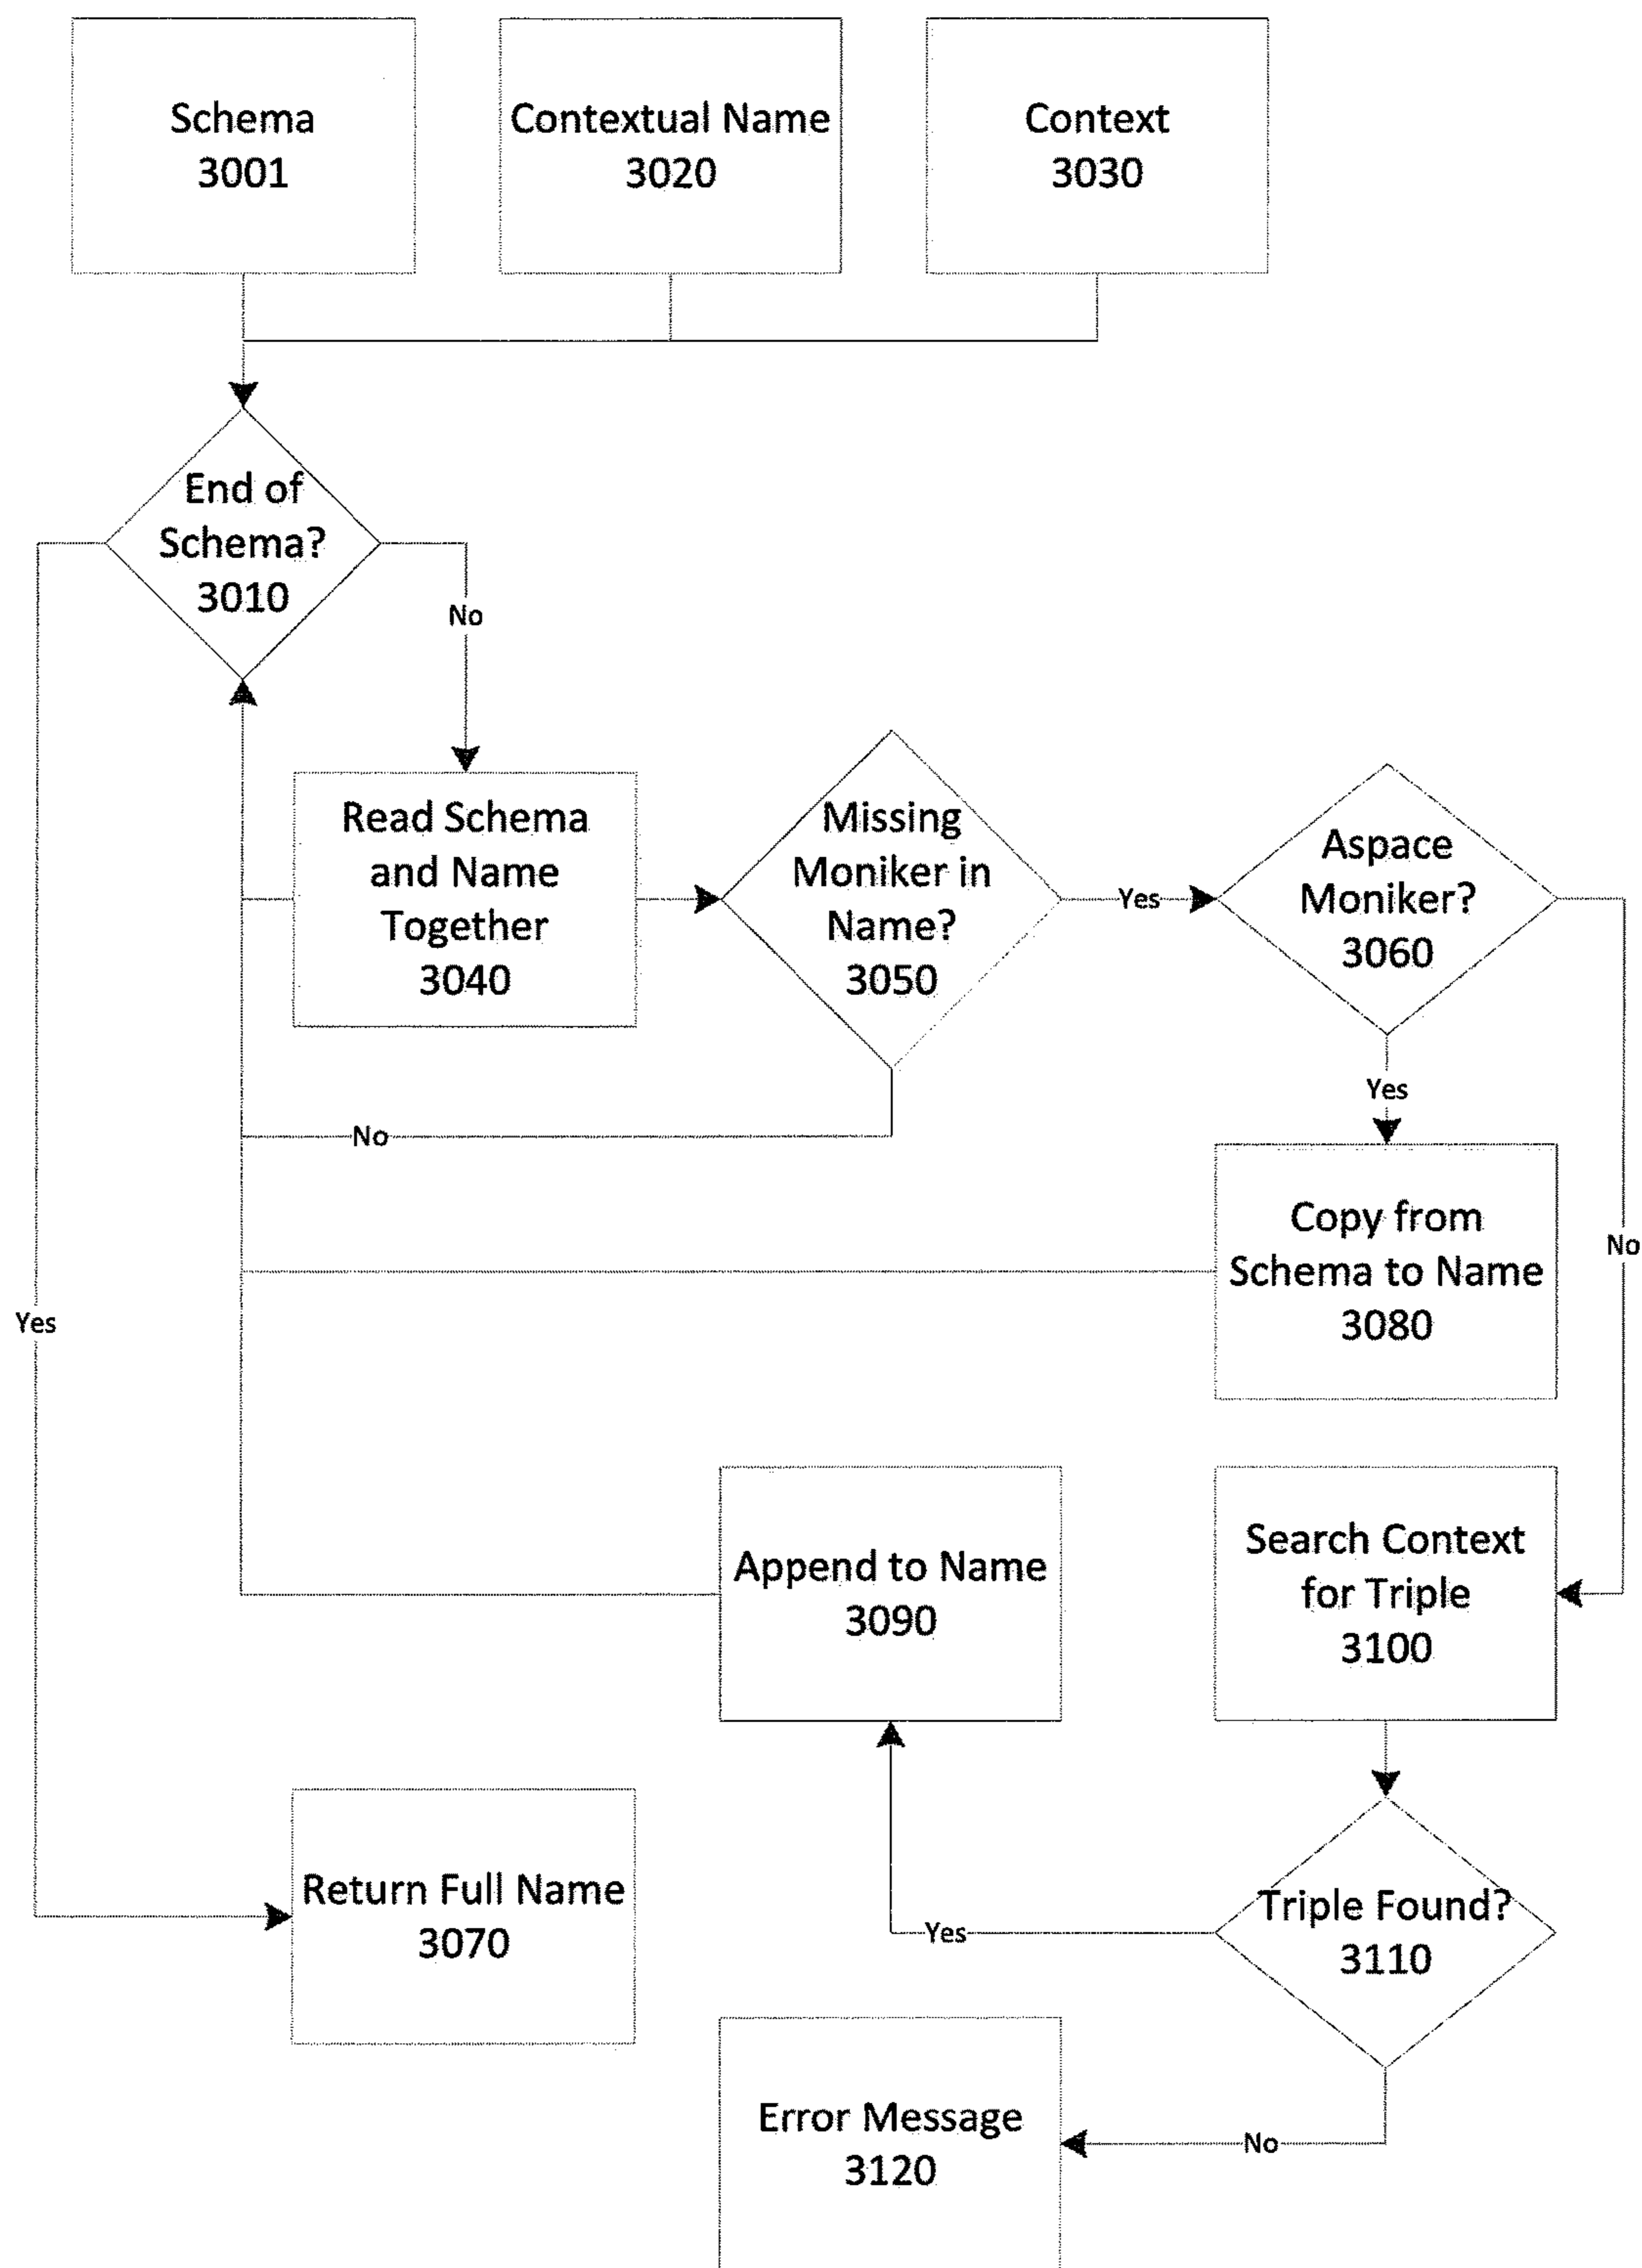 Schema
3001
Contextual Name
3020
Context
3030
End of
Schema?
3010
No
Read Schema
and Name
Together
3040
Missing
Moniker in
Name?
3050
Yes
Aspace
Moniker?
3060
Yes
No
No
Copy from
Schema to Name
3080
Yes
Append to Name
3090
Search Context
for Triple
3100
Return Full Name
3070
Yes
Triple Found?
3110
Error Message
3120
No